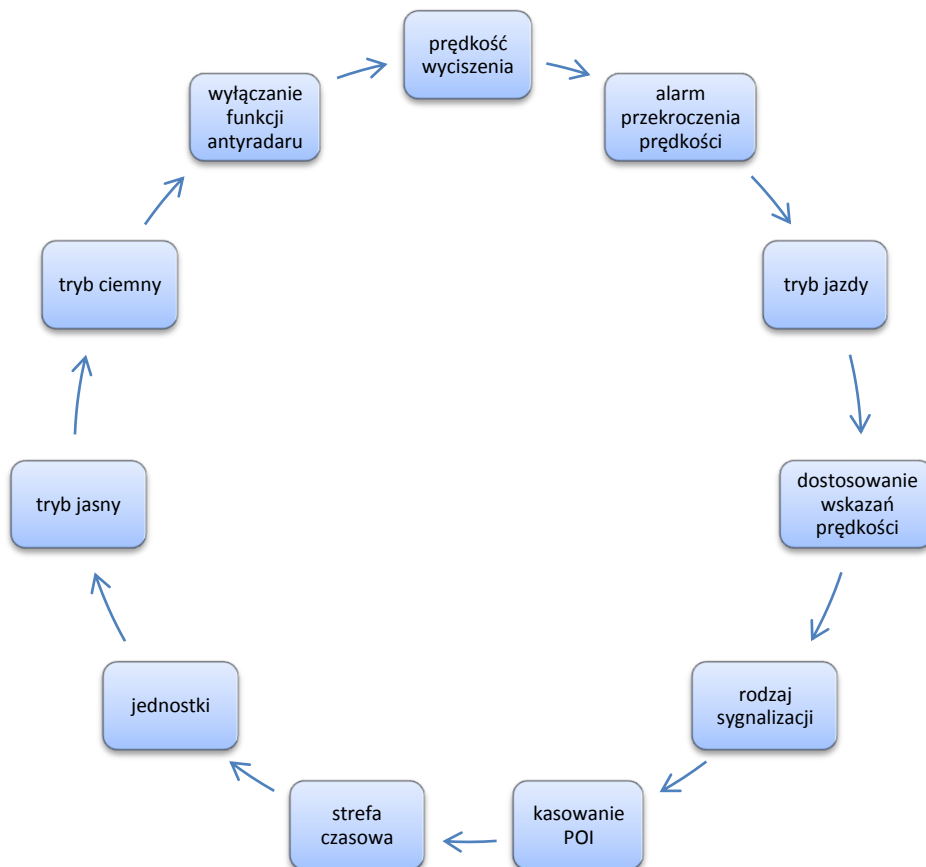 prędkość
wyciszenia
alarm
przekroczenia
prędkości
tryb jazdy
dostosowanie
wskazań
prędkości
rodzaj
sygnalizacji
kasowanie
POI
strefa
czasowa
jednostki
tryb jasny
tryb ciemny
wyłączanie
funkcji
antyradaru